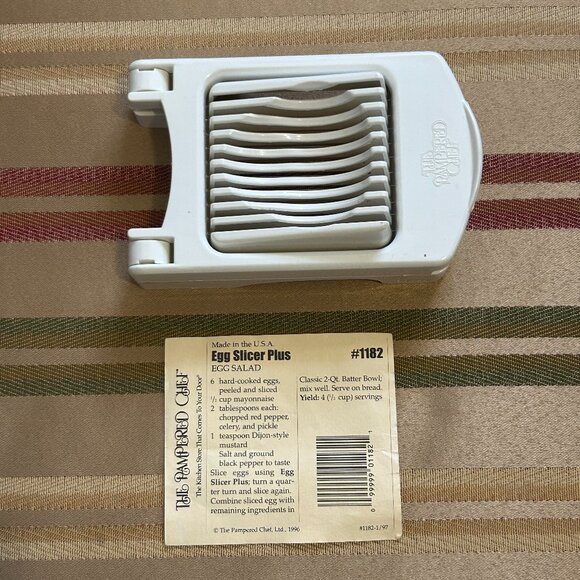 THE
PAMPERED
CHEF
Made in the U.S.A.
Egg Slicer Plus #1182
EGG SALAD
6 hard-cooked eggs,
peeled and sliced
1/2 cup mayonnaise
2 tablespoons each:
chopped red pepper,
celery, and pickle
1 teaspoon Dijon-style
mustard
Salt and ground
black pepper to taste
Slice eggs using Egg
Slicer Plus; turn a quar-
ter turn and slice again.
Combine sliced egg with
remaining ingredients in
Classic 2-Qt. Batter Bowl;
mix well. Serve on bread.
Yield: 4 (1/2 cup) servings
THE PAMPERED CHEF
The Kitchen Store That Comes To Your Door
0 99999 01182 1
© The Pampered Chef, Ltd., 1996
#1182-1/97